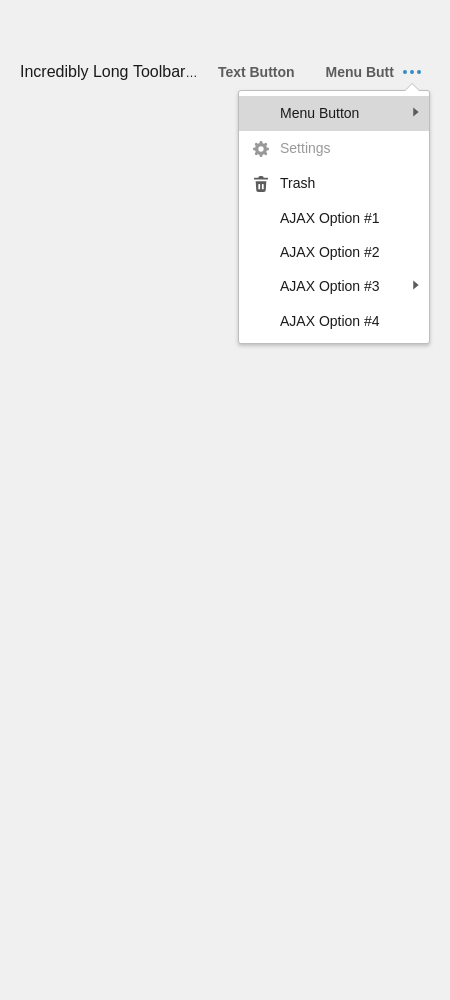 Incredibly Long Toolbar... Text Button Menu Butt
Menu Button
Settings
Trash
AJAX Option #1
AJAX Option #2
AJAX Option #3
AJAX Option #4